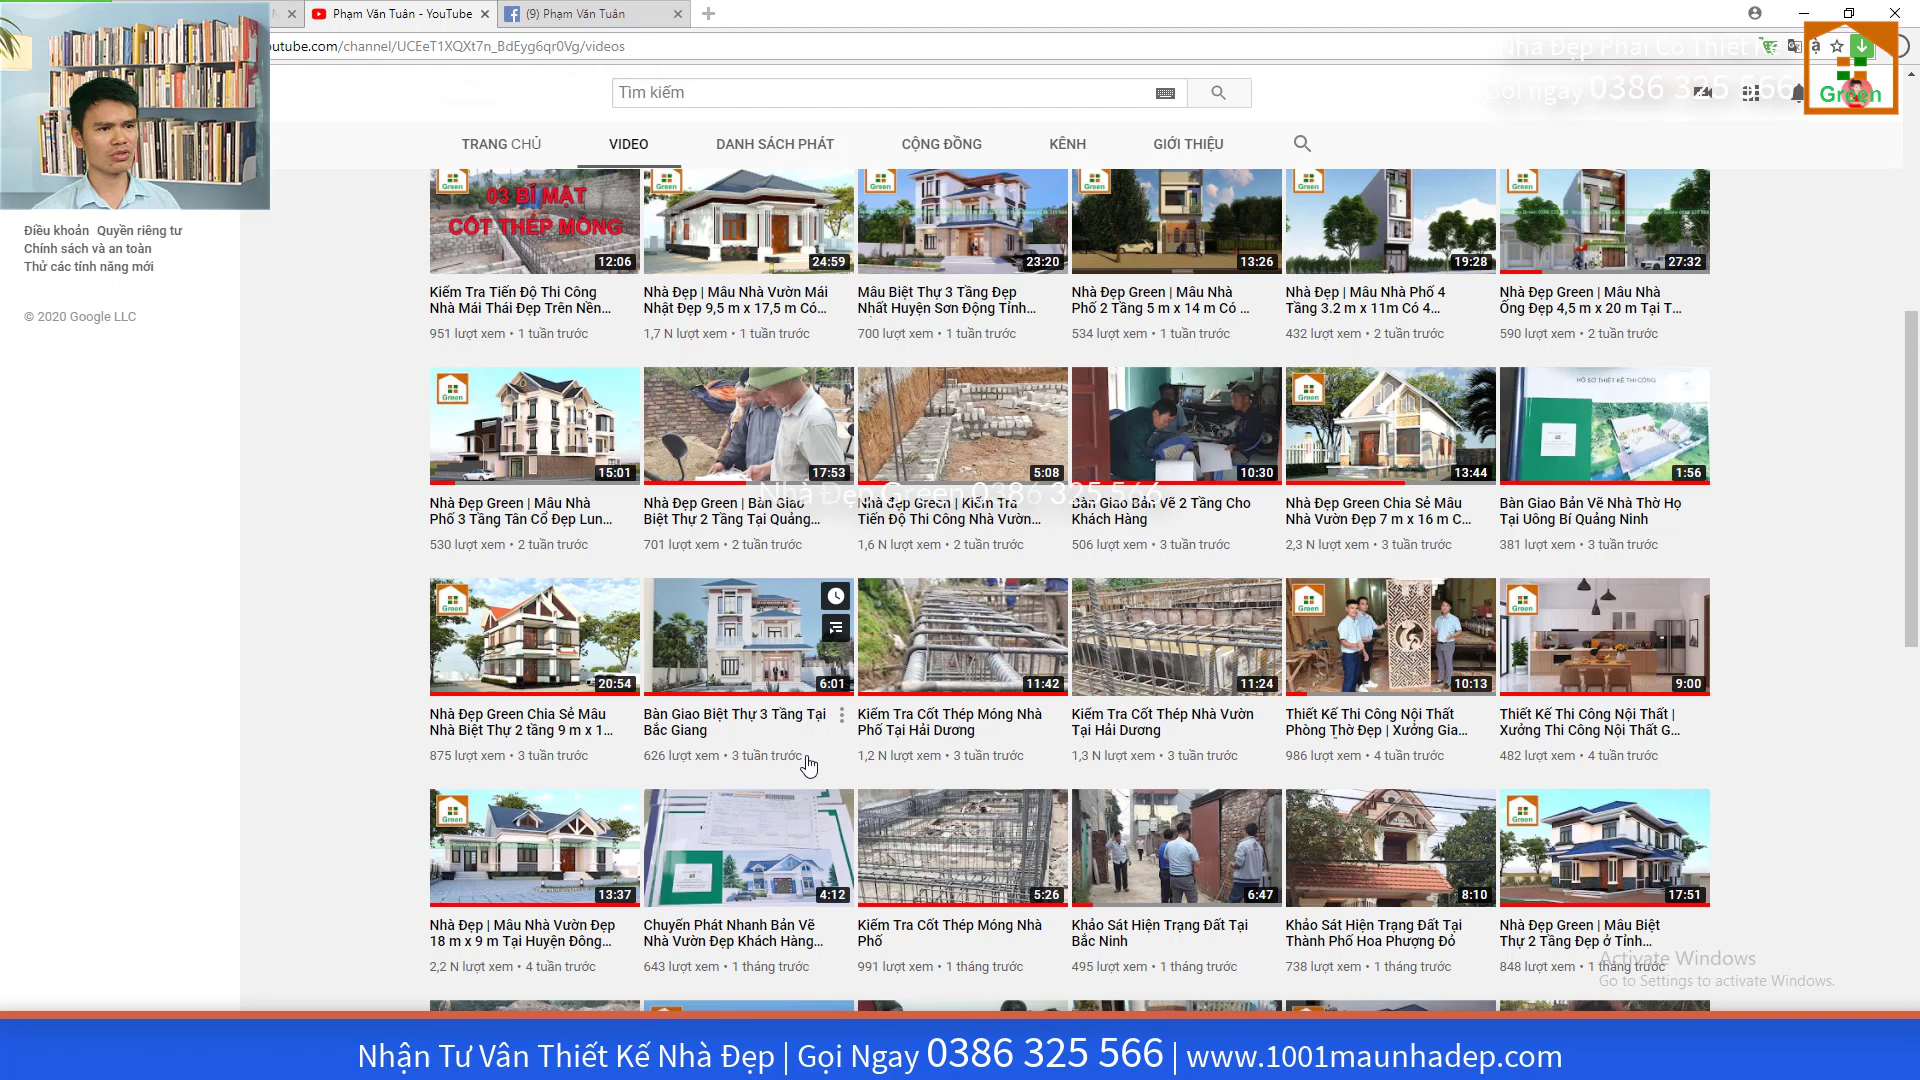 Phạm Văn Tuân - YouTube
(9) Phạm Văn Tuân
utube.com/channel/UCEeT1XQXt7n_BdEyg6qr0Vg/videos
Nhà Đẹp Phải Có Thiết Kế
Gọi ngay 0386 325 566
Green
Tìm kiếm
TRANG CHỦ
VIDEO
DANH SÁCH PHÁT
CỘNG ĐỒNG
KÊNH
GIỚI THIỆU
Điều khoản Quyền riêng tư
Chính sách và an toàn
Thử các tính năng mới
© 2020 Google LLC
03 BÍ MẬT
CỐT THÉP MÓNG
12:06
24:59
23:20
13:26
19:28
27:32
Kiểm Tra Tiến Độ Thi Công
Nhà Mái Thái Đẹp Trên Nền...
951 lượt xem • 1 tuần trước
Nhà Đẹp | Mẫu Nhà Vườn Mái
Nhật Đẹp 9,5 m x 17,5 m Có...
1,7 N lượt xem • 1 tuần trước
Mẫu Biệt Thự 3 Tầng Đẹp
Nhất Huyện Sơn Động Tỉnh...
700 lượt xem • 1 tuần trước
Nhà Đẹp Green | Mẫu Nhà
Phố 2 Tầng 5 m x 14 m Có ...
534 lượt xem • 1 tuần trước
Nhà Đẹp | Mẫu Nhà Phố 4
Tầng 3.2 m x 11m Có 4...
432 lượt xem • 2 tuần trước
Nhà Đẹp Green | Mẫu Nhà
Ống Đẹp 4,5 m x 20 m Tại T...
590 lượt xem • 2 tuần trước
HỒ SƠ THIẾT KẾ THI CÔNG
15:01
17:53
5:08
10:30
13:44
1:56
Nhà Đẹp Green 0386 325 566
Nhà Đẹp Green | Mẫu Nhà
Phố 3 Tầng Tân Cổ Đẹp Lun...
530 lượt xem • 2 tuần trước
Nhà Đẹp Green | Bàn Giao
Biệt Thự 2 Tầng Tại Quảng...
701 lượt xem • 2 tuần trước
Nhà đẹp Green | Kiểm Tra
Tiến Độ Thi Công Nhà Vườn...
1,6 N lượt xem • 2 tuần trước
Bàn Giao Bản Vẽ 2 Tầng Cho
Khách Hàng
506 lượt xem • 3 tuần trước
Nhà Đẹp Green Chia Sẻ Mẫu
Nhà Vườn Đẹp 7 m x 16 m C...
2,3 N lượt xem • 3 tuần trước
Bàn Giao Bản Vẽ Nhà Thờ Họ
Tại Uông Bí Quảng Ninh
381 lượt xem • 3 tuần trước
20:54
6:01
11:42
11:24
10:13
9:00
Nhà Đẹp Green Chia Sẻ Mẫu
Nhà Biệt Thự 2 tầng 9 m x 1...
875 lượt xem • 3 tuần trước
Bàn Giao Biệt Thự 3 Tầng Tại
Bắc Giang
626 lượt xem • 3 tuần trước
Kiểm Tra Cốt Thép Móng Nhà
Phố Tại Hải Dương
1,2 N lượt xem • 3 tuần trước
Kiểm Tra Cốt Thép Nhà Vườn
Tại Hải Dương
1,3 N lượt xem • 3 tuần trước
Thiết Kế Thi Công Nội Thất
Phòng Thờ Đẹp | Xưởng Gia...
986 lượt xem • 4 tuần trước
Thiết Kế Thi Công Nội Thất |
Xưởng Thi Công Nội Thất G...
482 lượt xem • 4 tuần trước
13:37
4:12
5:26
6:47
8:10
17:51
Nhà Đẹp | Mẫu Nhà Vườn Đẹp
18 m x 9 m Tại Huyện Đông...
2,2 N lượt xem • 4 tuần trước
Chuyển Phát Nhanh Bản Vẽ
Nhà Vườn Đẹp Khách Hàng...
643 lượt xem • 1 tháng trước
Kiểm Tra Cốt Thép Móng Nhà
Phố
991 lượt xem • 1 tháng trước
Khảo Sát Hiện Trạng Đất Tại
Bắc Ninh
495 lượt xem • 1 tháng trước
Khảo Sát Hiện Trạng Đất Tại
Thành Phố Hoa Phượng Đỏ
738 lượt xem • 1 tháng trước
Nhà Đẹp Green | Mẫu Biệt
Thự 2 Tầng Đẹp ở Tỉnh...
848 lượt xem • 1 tháng trước
Activate Windows
Go to Settings to activate Windows.
Nhận Tư Vấn Thiết Kế Nhà Đẹp | Gọi Ngay 0386 325 566 | www.1001maunhadep.com